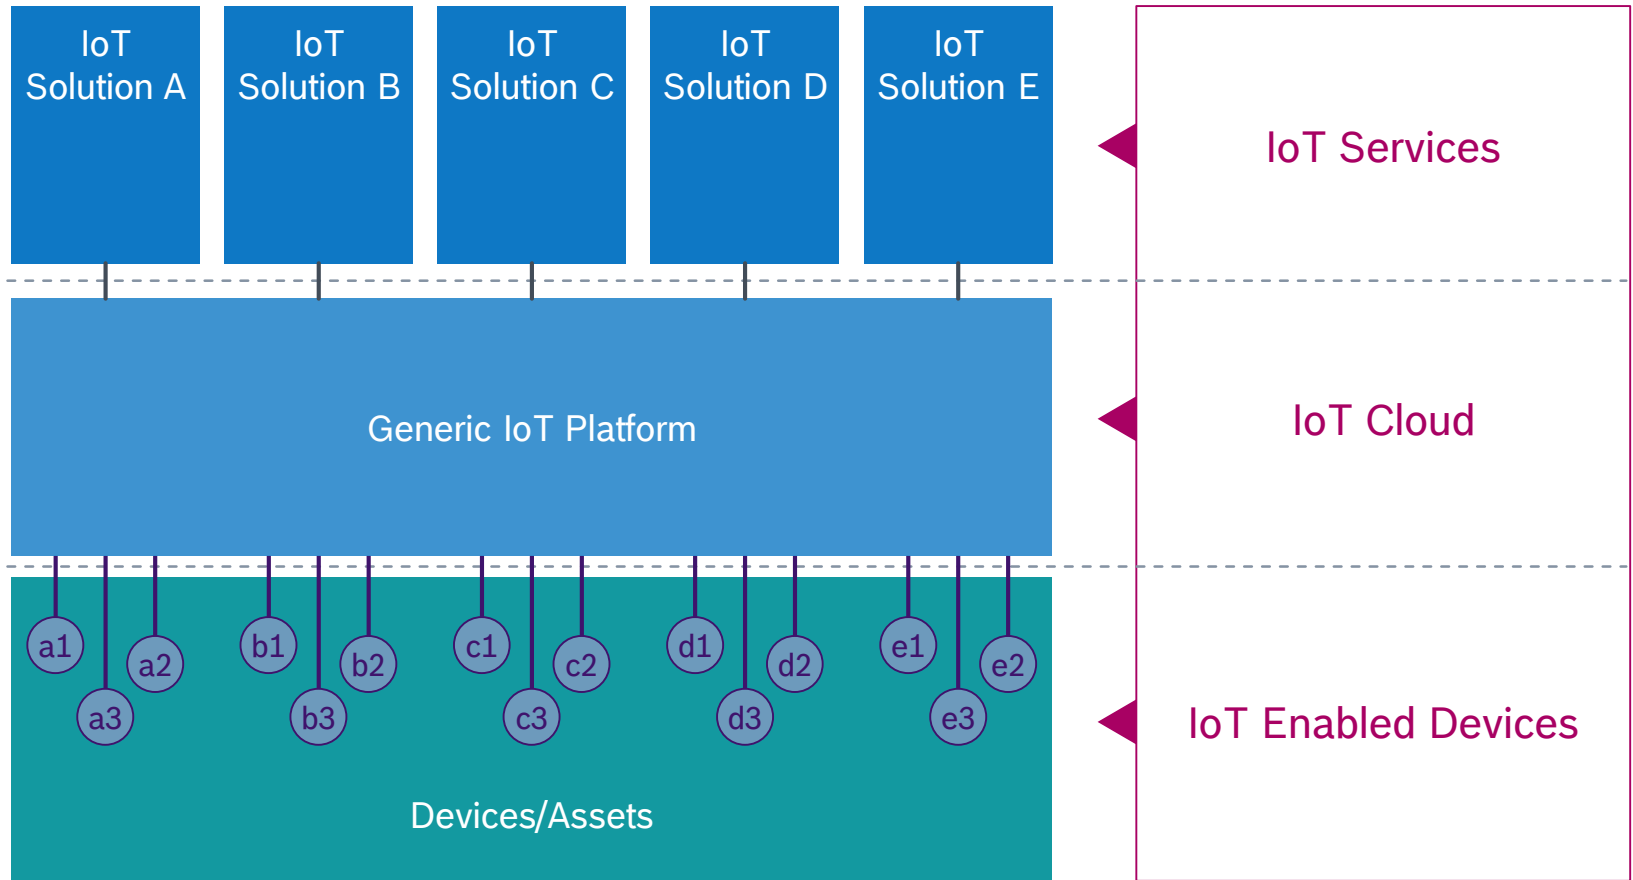 IoT
Solution A
IoT
Solution B
IoT
Solution C
IoT
Solution D
IoT
Solution E
IoT Services
Generic IoT Platform
IoT Cloud
a1
a2
a3
b1
b2
b3
c1
c2
c3
d1
d2
d3
e1
e2
e3
IoT Enabled Devices
Devices/Assets